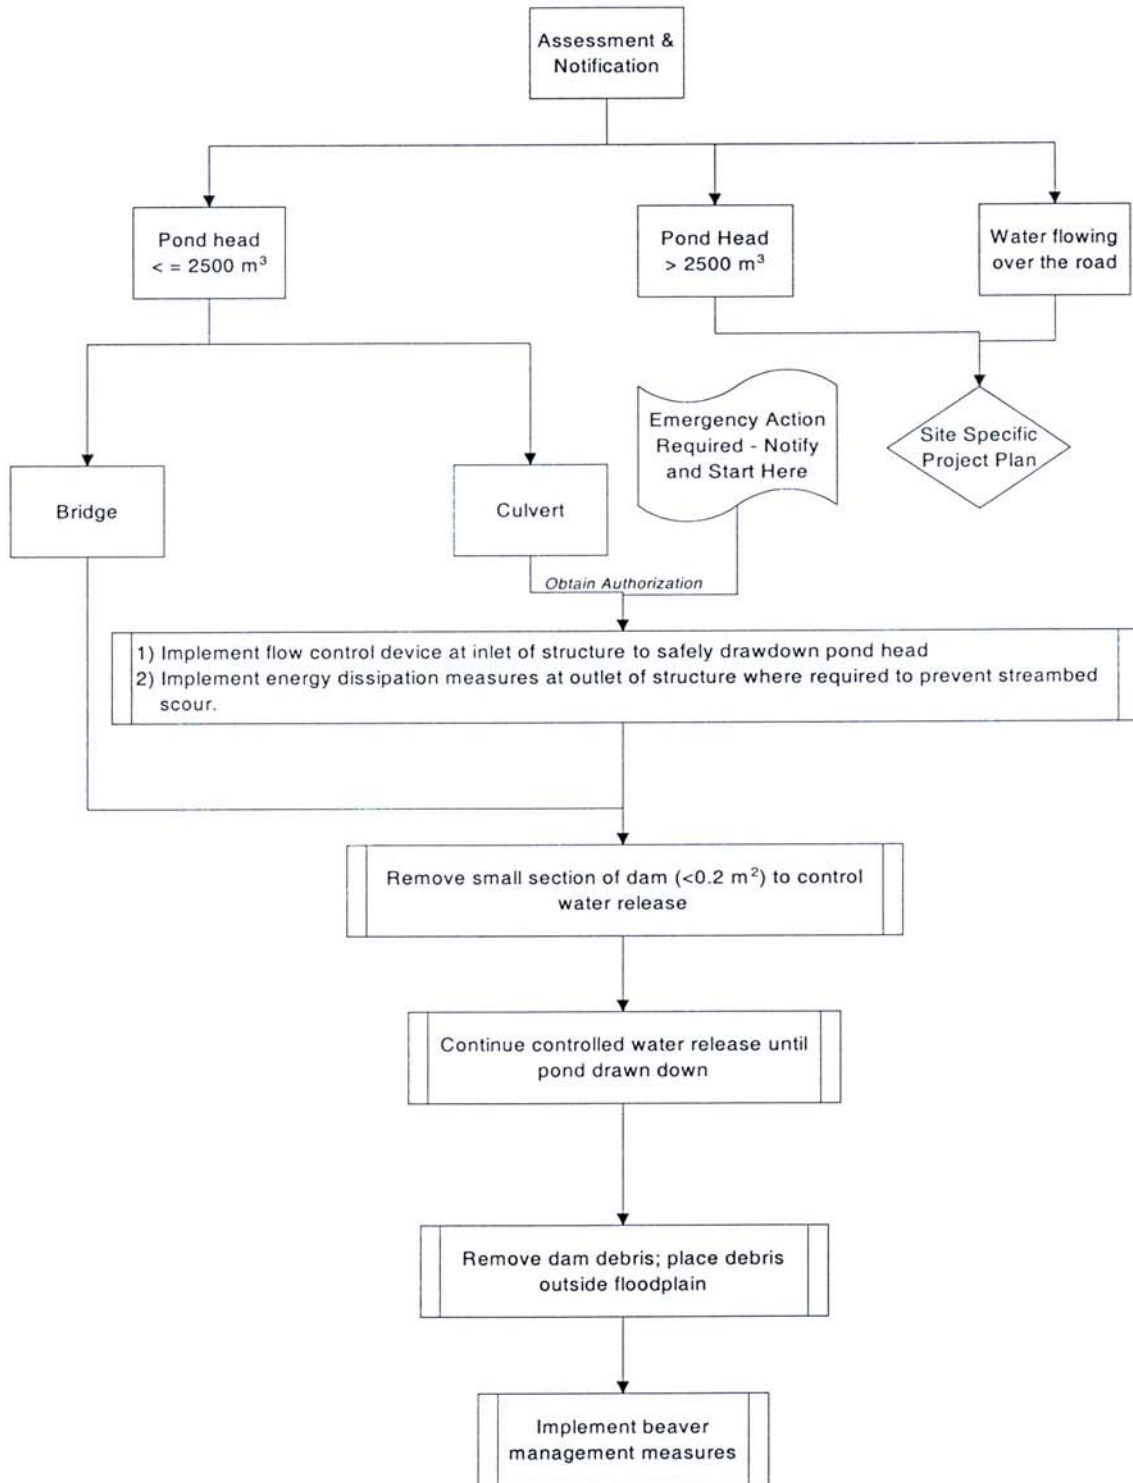 Assessment &
Notification
Pond head
< = 2500 m³
Pond Head
> 2500 m³
Water flowing
over the road
Emergency Action
Required - Notify
and Start Here
Site Specific
Project Plan
Bridge
Culvert
Obtain Authorization
1) Implement flow control device at inlet of structure to safely drawdown pond head
2) Implement energy dissipation measures at outlet of structure where required to prevent streambed
scour.
Remove small section of dam (<0.2 m²) to control
water release
Continue controlled water release until
pond drawn down
Remove dam debris; place debris
outside floodplain
Implement beaver
management measures